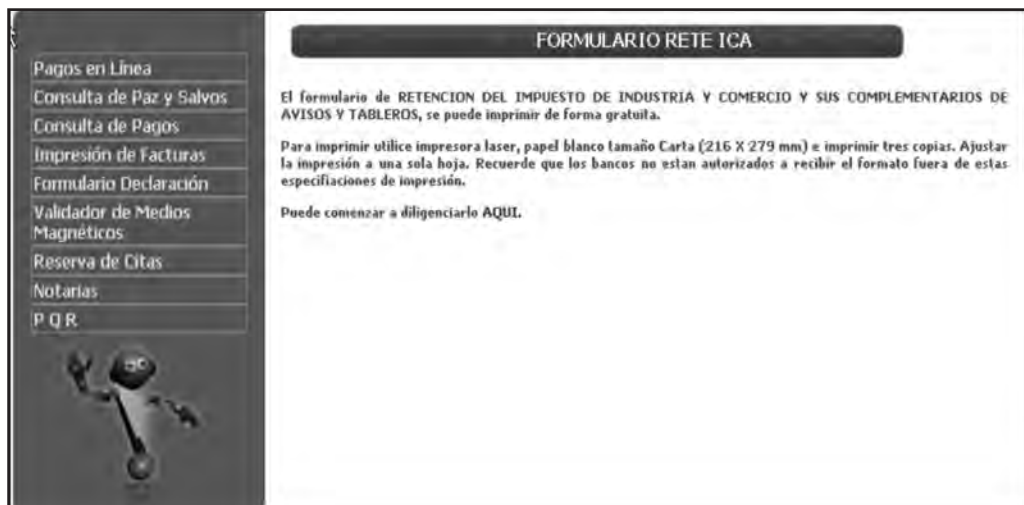 Pagos en Línea
Consulta de Paz y Salvos
Consulta de Pagos
Impresión de Facturas
Formulario Declaración
Validador de Medios
Magnéticos
Reserva de Citas
Notarias
P Q R
FORMULARIO RETE ICA
El formulario de RETENCION DEL IMPUESTO DE INDUSTRIA Y COMERCIO Y SUS COMPLEMENTARIOS DE
AVISOS Y TABLEROS, se puede imprimir de forma gratuita.
Para imprimir utilice impresora laser, papel blanco tamaño Carta (216 X 279 mm) e imprimir tres copias. Ajustar
la impresión a una sola hoja. Recuerde que los bancos no estan autorizados a recibir el formato fuera de estas
especifiaciones de impresión.
Puede comenzar a diligenciarlo AQUI.